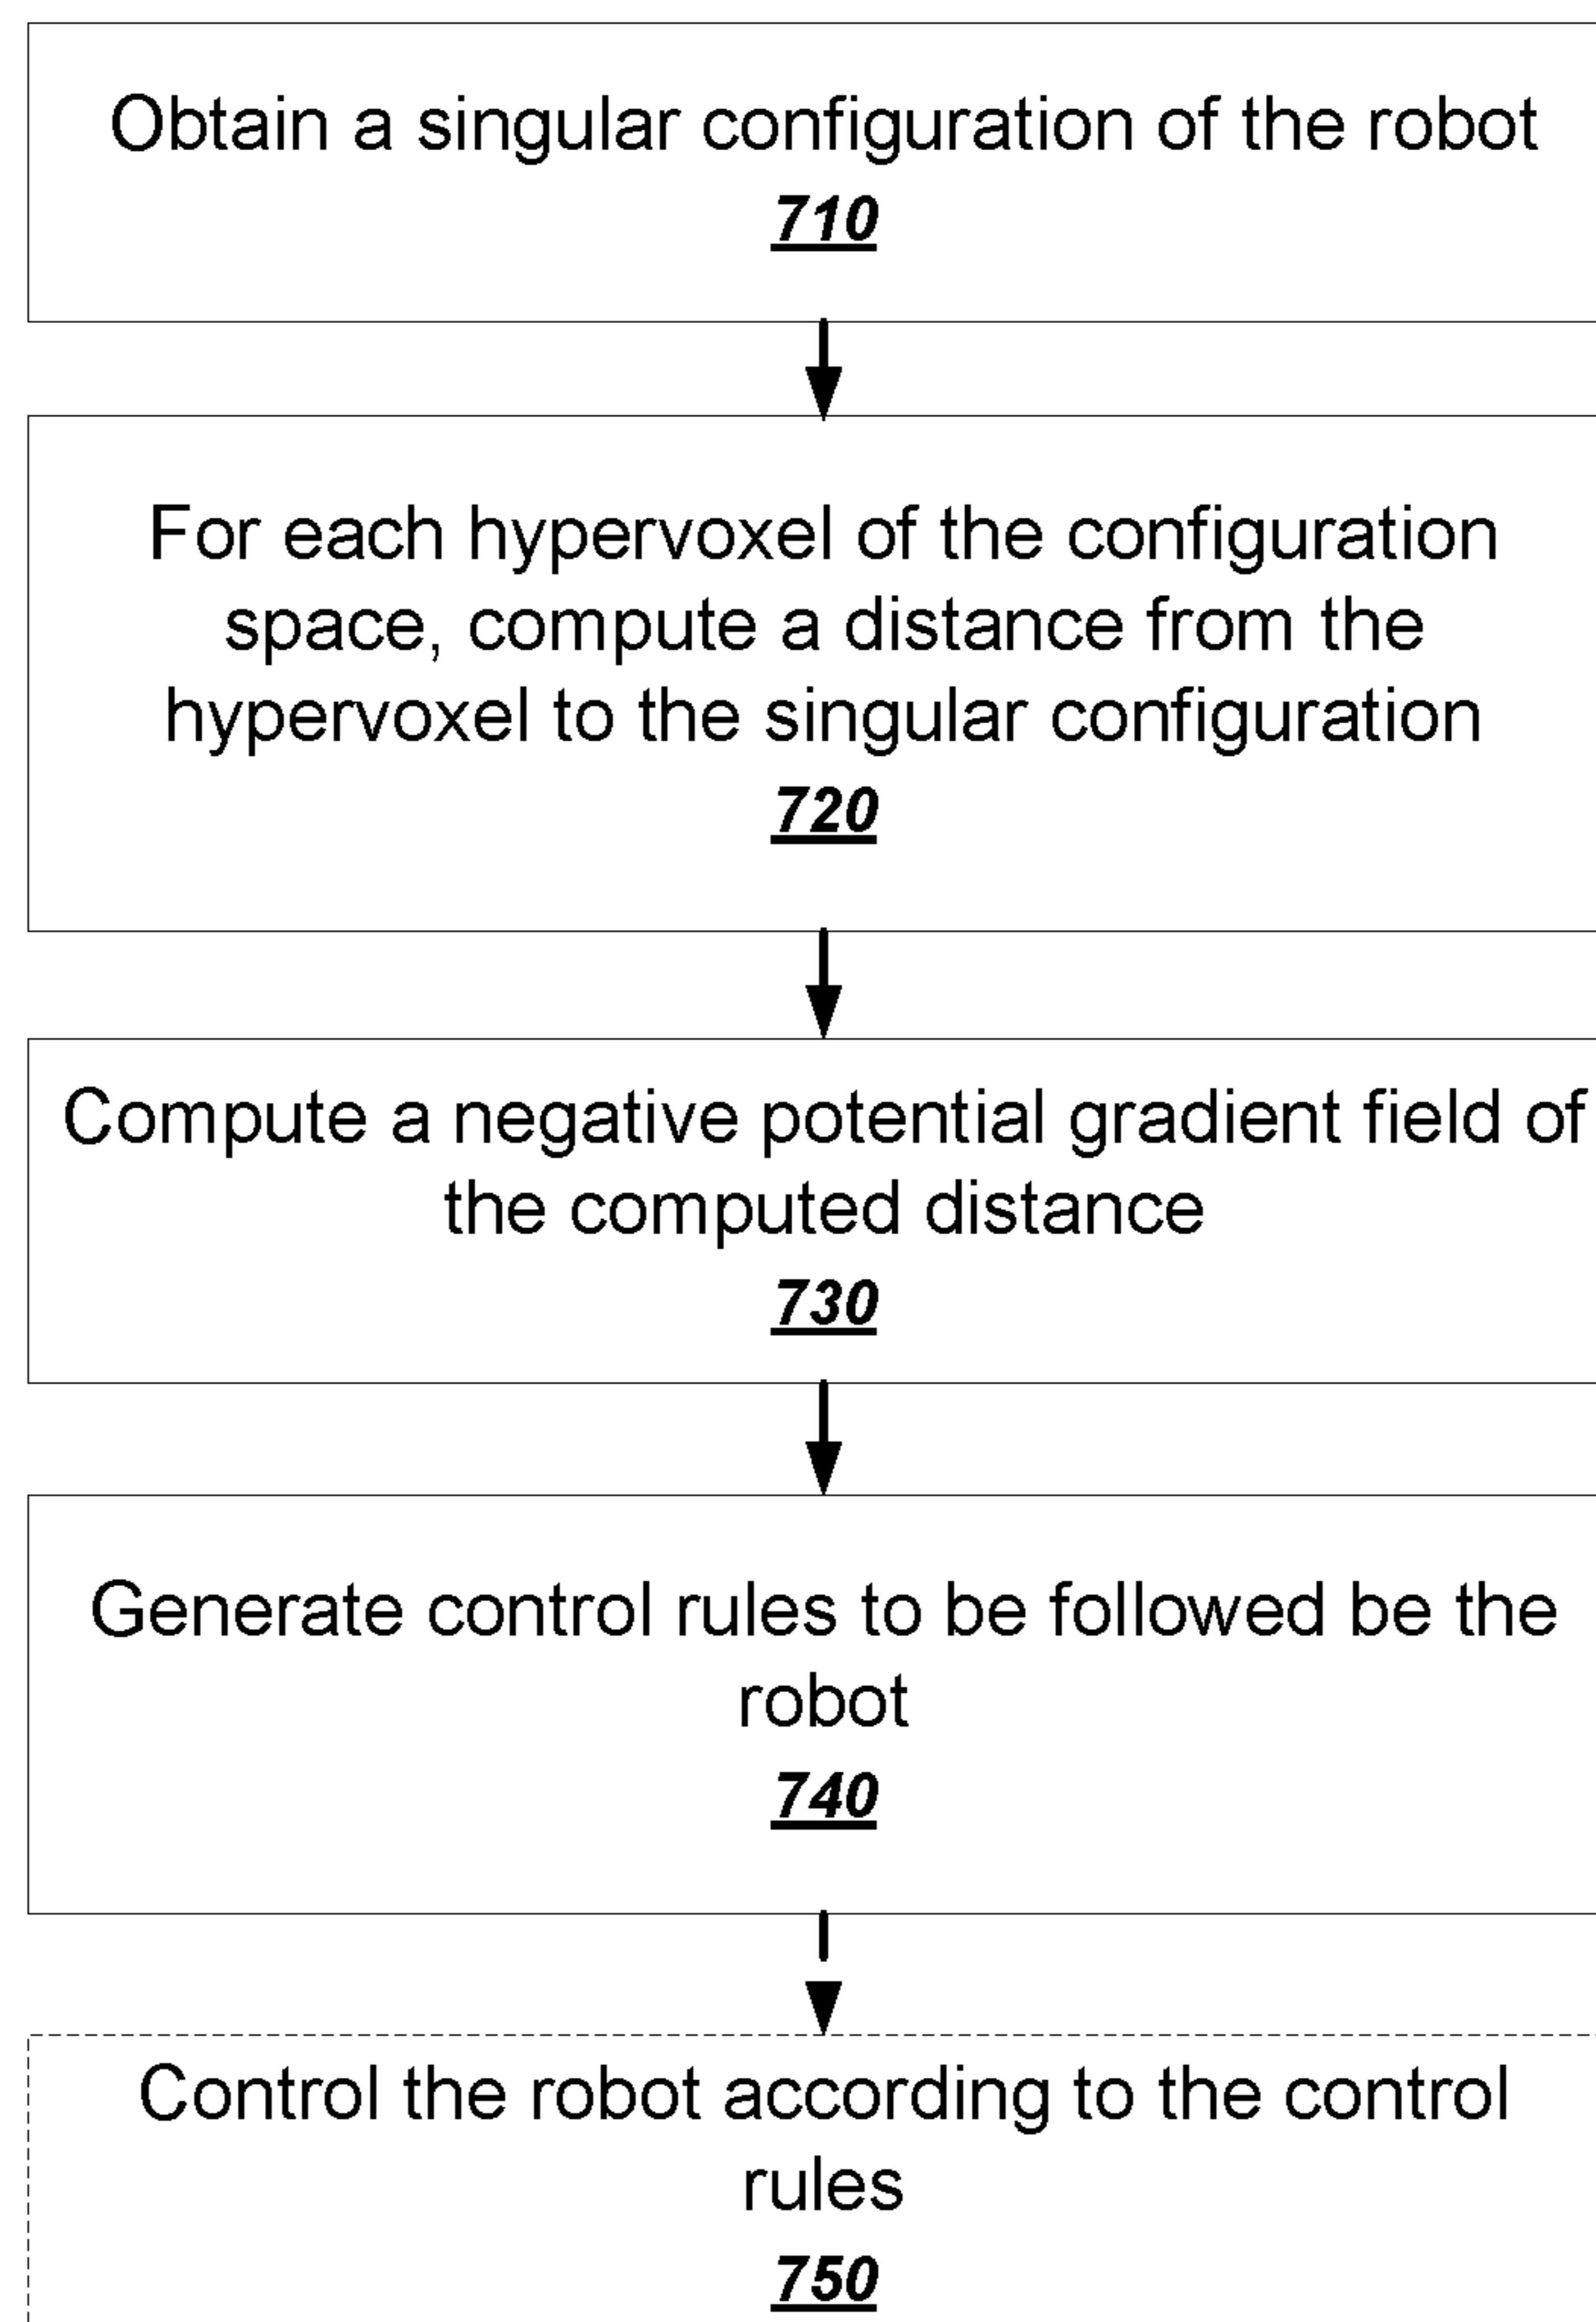 Obtain a singular configuration of the robot
710
For each hypervoxel of the configuration
space, compute a distance from the
hypervoxel to the singular configuration
720
Compute a negative potential gradient field of
the computed distance
730
Generate control rules to be followed be the
robot
740
Control the robot according to the control
rules
750